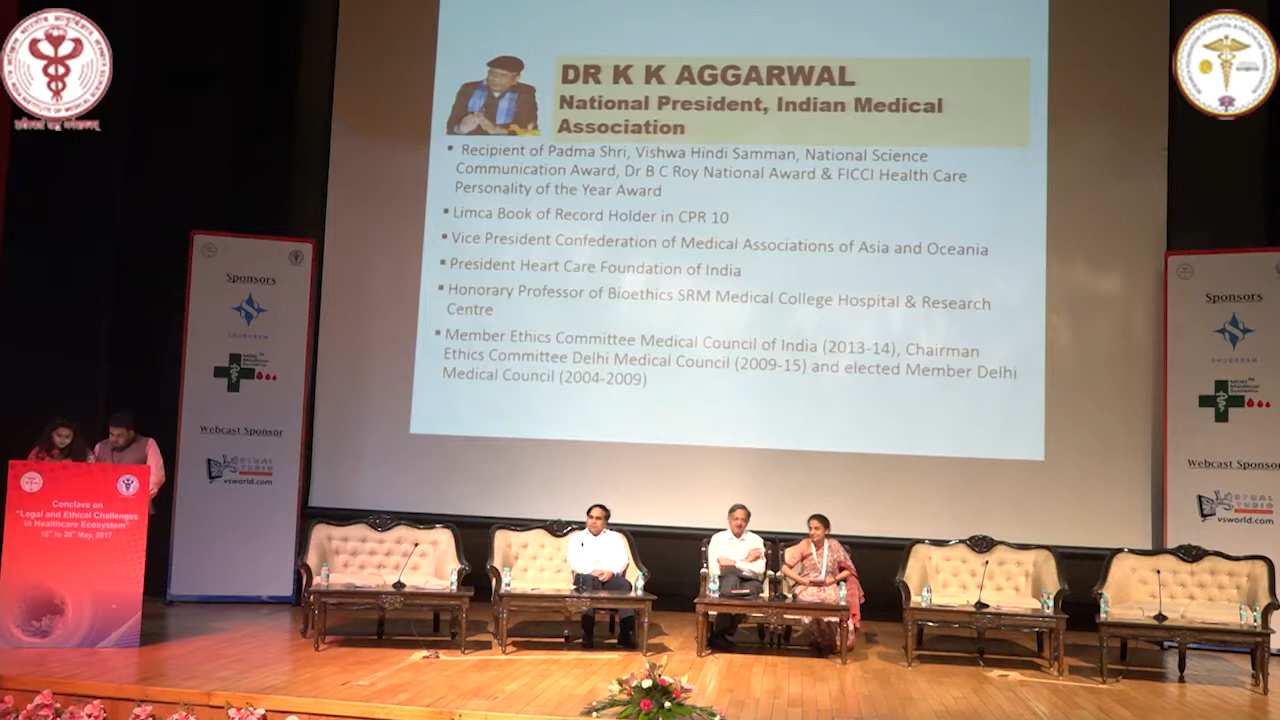 DR K K AGGARWAL
National President, Indian Medical
Association
Recipient of Padma Shri, Vishwa Hindi Samman, National Science
Communication Award, Dr B C Roy National Award & FICCI Health Care
Personality of the Year Award
Limca Book of Record Holder in CPR 10
Vice President Confederation of Medical Associations of Asia and Oceania
President Heart Care Foundation of India
Honorary Professor of Bioethics SRM Medical College Hospital & Research
Centre
Member Ethics Committee Medical Council of India (2013-14), Chairman
Ethics Committee Delhi Medical Council (2009-15) and elected Member Delhi
Medical Council (2004-2009)
Sponsors
SHUBHRAM
Webcast Sponsor
vsworld.com
Conclave on
"Legal and Ethical Challenges
in Healthcare Ecosystem"
May, 2017
Sponsors
SHUBHRAM
Webcast Sponsor
vsworld.com